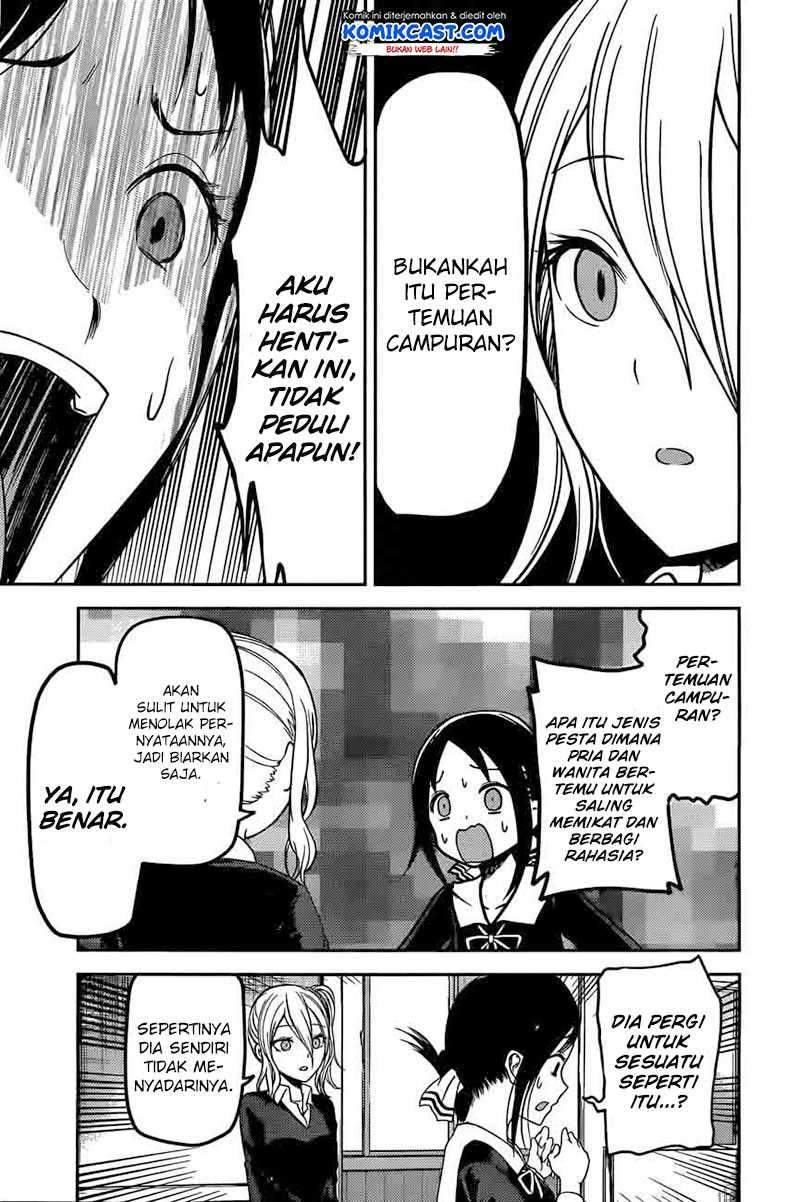 Komik ini diterjemahkan & diedit oleh
KOMIKCAST.COM
BUKAN WEB LAIN!!
BUKANKAH
ITU PER-
TEMUAN
CAMPURAN?
AKU
HARUS
HENTI-
KAN INI,
TIDAK
PEDULI
APAPUN!
PER-
TEMUAN
CAMPU-
RAN?
APA ITU JENIS
PESTA DIMANA
PRIA DAN
WANITA BER-
TEMU UNTUK
SALING
MEMIKAT DAN
BERBAGI
RAHASIA?
AKAN
SULIT UNTUK
MENOLAK PER-
NYATAANNYA,
JADI BIARKAN
SAJA.
YA, ITU
BENAR.
DIA PERGI
UNTUK
SESUATU
SEPERTI
ITU...?
SEPERTINYA
DIA SENDIRI
TIDAK ME-
NYADARINYA.